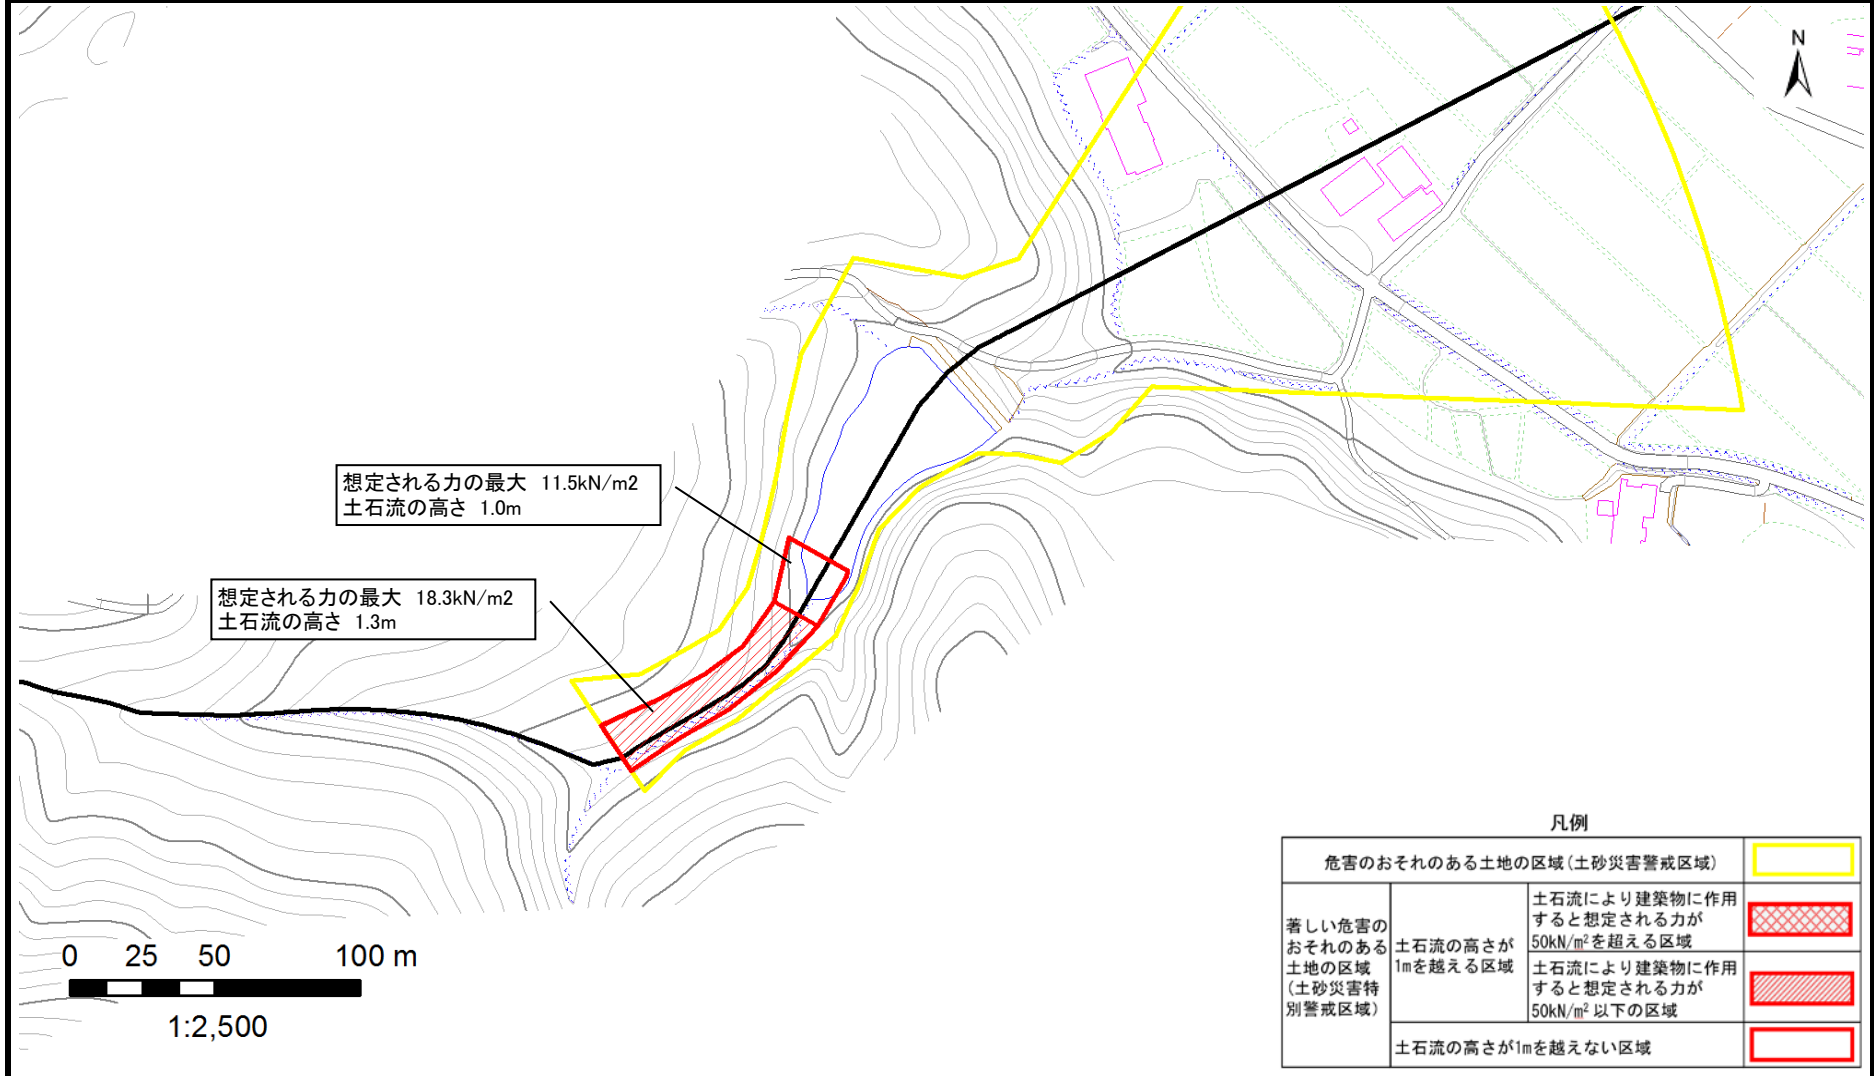 N
想定される力の最大 11.5kN/m2
土石流の高さ 1.0m
想定される力の最大 18.3kN/m2
土石流の高さ 1.3m
0 25 50 100 m
1:2,500
凡例
危害のおそれのある土地の区域(土砂災害警戒区域)
著しい危害の
おそれのある
土地の区域
(土砂災害特
別警戒区域)
土石流の高さが
1mを越える区域
土石流により建築物に作用
すると想定される力が
50kN/㎡を超える区域
土石流により建築物に作用
すると想定される力が
50kN/㎡以下の区域
土石流の高さが1mを越えない区域